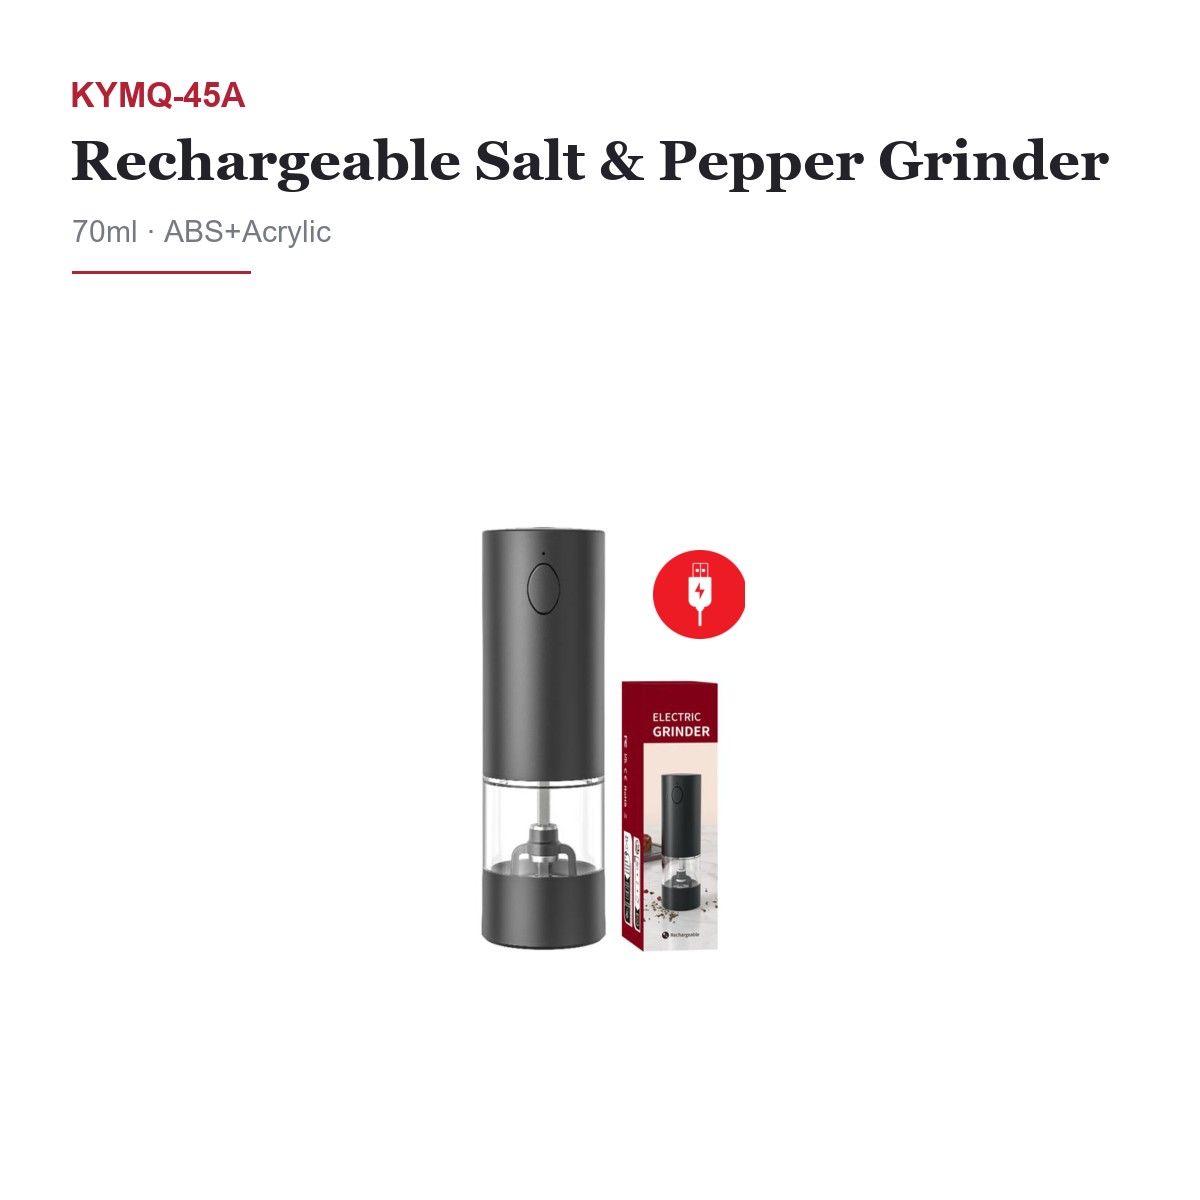 KYMQ-45A
Rechargeable Salt & Pepper Grinder
70ml · ABS+Acrylic
ELECTRIC
GRINDER
Rechargeable